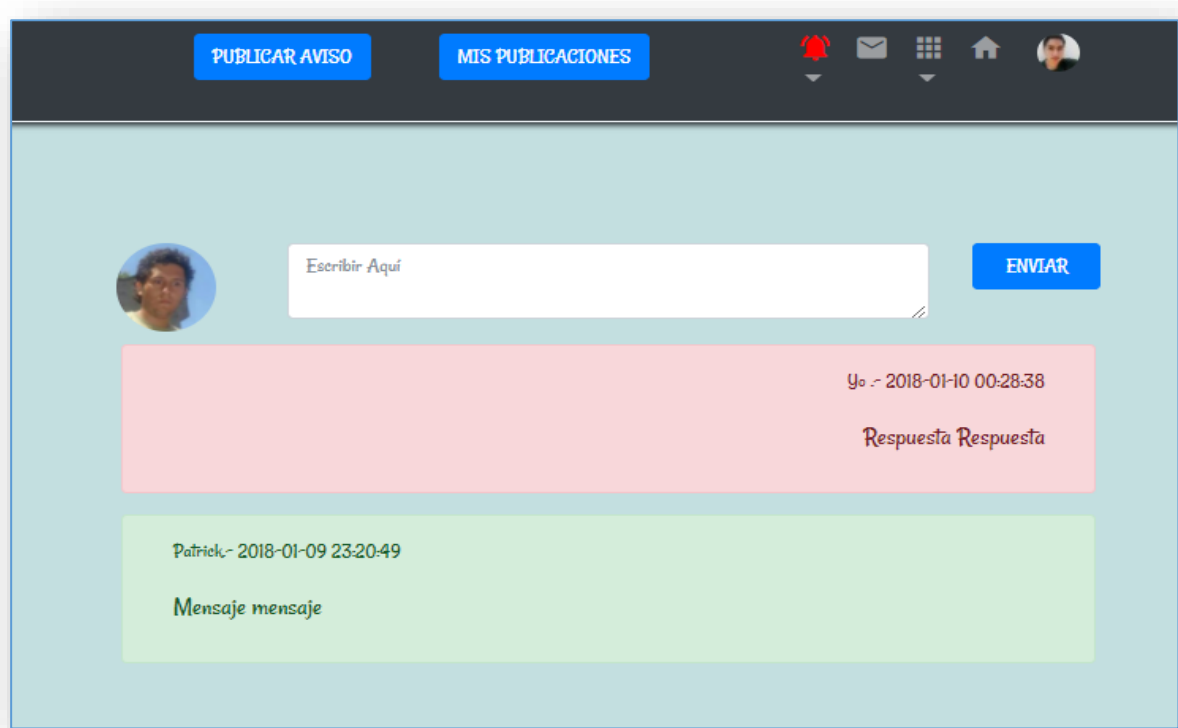 PUBLICAR AVISO
MIS PUBLICACIONES
Escribir Aquí
ENVIAR
Yo .- 2018-01-10 00:28:38
Respuesta Respuesta
Patrick.- 2018-01-09 23:20:49
Mensaje mensaje